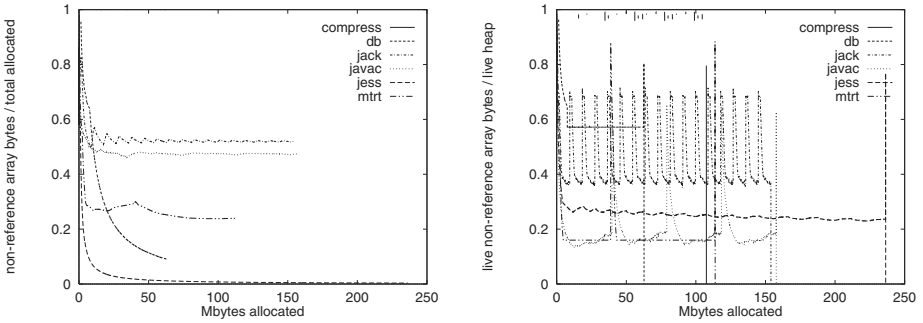 non-reference array bytes / total allocated
1
0.8
0.6
0.4
0.2
0
0 50 100 150 200 250
Mbytes allocated
compress
db
jack
javac
jess
mtrt
live non-reference array bytes / live heap
1
0.8
0.6
0.4
0.2
0
0 50 100 150 200 250
Mbytes allocated
compress
db
jack
javac
jess
mtrt